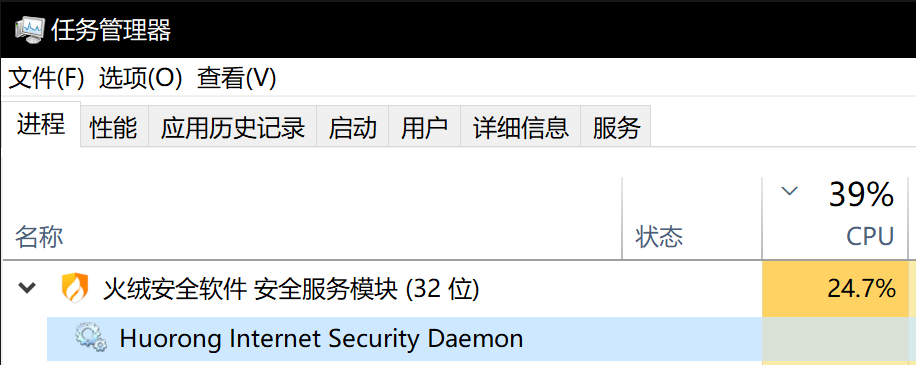 任务管理器
文件(F) 选项(O) 查看(V)
进程 性能 应用历史记录 启动 用户 详细信息 服务
39%
名称 状态 CPU
火绒安全软件 安全服务模块 (32 位) 24.7%
Huorong Internet Security Daemon